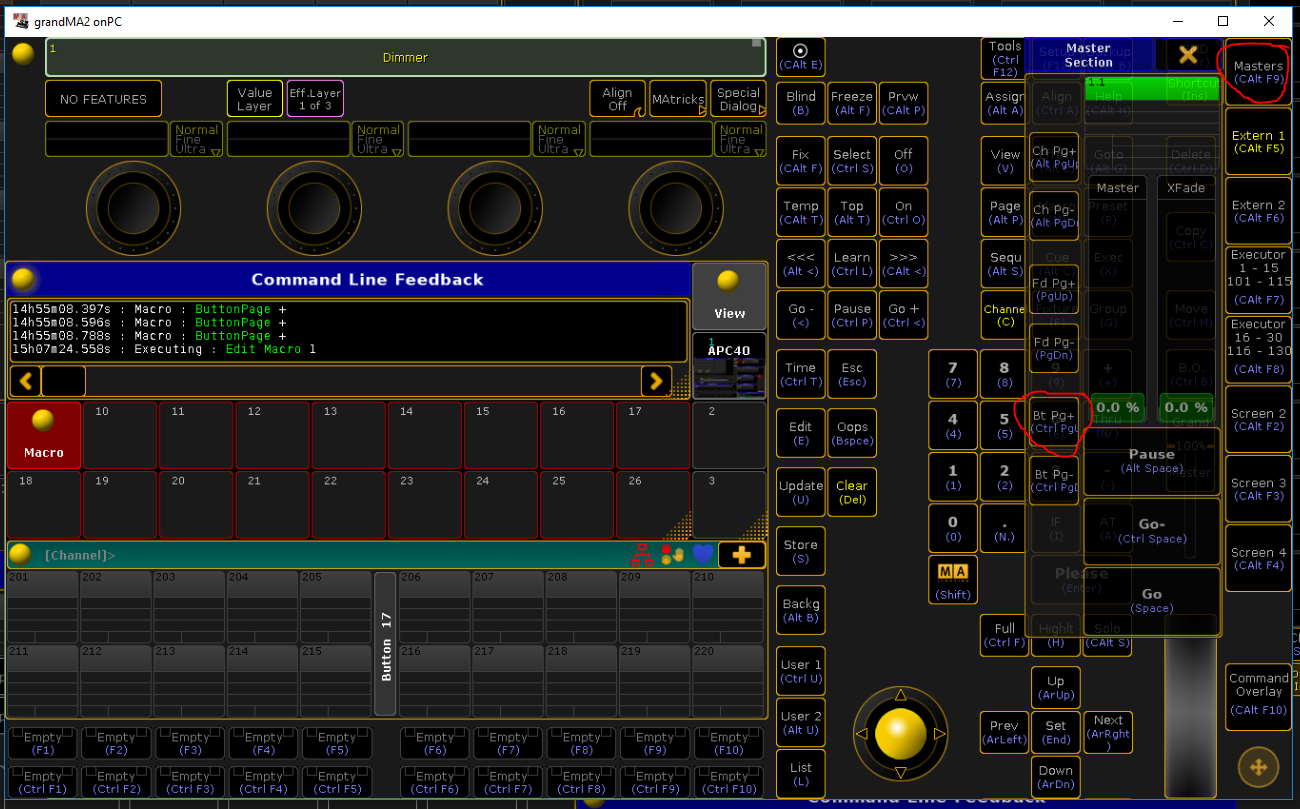 grandMA2 onPC
1
Dimmer
NO FEATURES
Value
Layer
Eff.Layer
1 of 3
Align
Off
MAtricks
Special
Dialog
Normal
Fine
Ultra
Normal
Fine
Ultra
Normal
Fine
Ultra
Normal
Fine
Ultra
Command Line Feedback
14h55m08.397s : Macro : ButtonPage +
14h55m08.596s : Macro : ButtonPage +
14h55m08.788s : Macro : ButtonPage +
15h07m24.558s : Executing : Edit Macro 1
View
1
APC40
Macro
10 11 12 13 14 15 16 17 2
18 19 20 21 22 23 24 25 26 3
[Channel]>
201 202 203 204 205 206 207 208 209 210
211 212 213 214 215 216 217 218 219 220
Button 17
Empty
(F1)
Empty
(F2)
Empty
(F3)
Empty
(F4)
Empty
(F5)
Empty
(F6)
Empty
(F7)
Empty
(F8)
Empty
(F9)
Empty
(F10)
Empty
(Ctrl F1)
Empty
(Ctrl F2)
Empty
(Ctrl F3)
Empty
(Ctrl F4)
Empty
(Ctrl F5)
Empty
(Ctrl F6)
Empty
(Ctrl F7)
Empty
(Ctrl F8)
Empty
(Ctrl F9)
Empty
(Ctrl F10)
(CAlt E)
Blind
(B)
Freeze
(Alt F)
Prvw
(CAlt P)
Fix
(CAlt F)
Select
(Ctrl S)
Off
(O)
Temp
(CAlt T)
Top
(Alt T)
On
(Ctrl O)
<<<
(Alt <)
Learn
(Ctrl L)
>>>
(CAlt <)
Go -
(<)
Pause
(Ctrl P)
Go +
(Ctrl <)
Time
(Ctrl T)
Esc
(Esc)
Edit
(E)
Oops
(Bspce)
Update
(U)
Clear
(Del)
Store
(S)
Backg
(Alt B)
User 1
(Ctrl U)
User 2
(Alt U)
List
(L)
Tools
(Ctrl
F12)
Assign
(Alt A)
View
(V)
Page
(Alt P)
Sequ
(Alt S)
Channe
(C)
7
(7)
8
(8)
4
(4)
5
(5)
1
(1)
2
(2)
0
(0)
.
(N.)
MA
(Shift)
Full
(Ctrl F)
Highlt
(H)
Solo
(CAlt S)
Up
(ArUp)
Prev
(ArLeft)
Set
(End)
Next
(ArRght
)
Down
(ArDn)
Master
Section
1.1
Ch Pg+
(Alt PgUp
Ch Pg-
(Alt PgD
Fd Pg+
(PgUp)
Fd Pg-
(PgDn)
Bt Pg+
(Ctrl PgU
Bt Pg-
(Ctrl PgD
Master
XFade
0.0 %
0.0 %
Pause
(Alt Space)
Go-
(Ctrl Space)
Go
(Space)
Please
(Enter)
Align
(Ctrl A)
Help
(CAlt H)
Shortcut
(Ins)
Goto
(Alt G)
Delete
(Ctrl D)
Preset
(P)
Copy
(Ctrl C)
Cue
(Alt C)
Exec
(X)
Group
(G)
Move
(Ctrl M)
B.O.
(Ctrl B)
IF
(I)
AT
(A)
Masters
(CAlt F9)
Extern 1
(CAlt F5)
Extern 2
(CAlt F6)
Executor
1 - 15
101 - 115
(CAlt F7)
Executor
16 - 30
116 - 130
(CAlt F8)
Screen 2
(CAlt F2)
Screen 3
(CAlt F3)
Screen 4
(CAlt F4)
Command
Overlay
(CAlt F10)